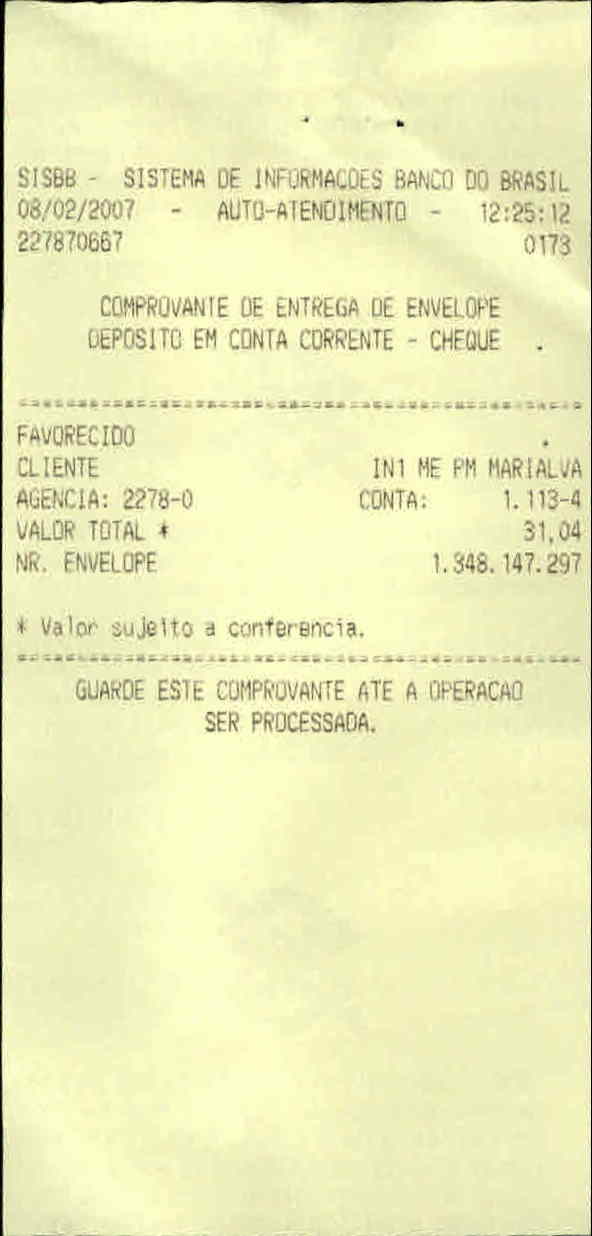 SISBB - SISTEMA DE INFORMACOES BANCO DO BRASIL
08/02/2007 - AUTO-ATENDIMENTO - 12:25:12
227870667 0173
COMPROVANTE DE ENTREGA DE ENVELOPE
DEPOSITO EM CONTA CORRENTE - CHEQUE
FAVORECIDO
CLIENTE IN1 ME PM MARIALVA
AGENCIA: 2278-0 CONTA: 1.113-4
VALOR TOTAL * 31,04
NR. ENVELOPE 1.348.147.297
* Valor sujeito a conferencia.
GUARDE ESTE COMPROVANTE ATE A OPERACAO
SER PROCESSADA.